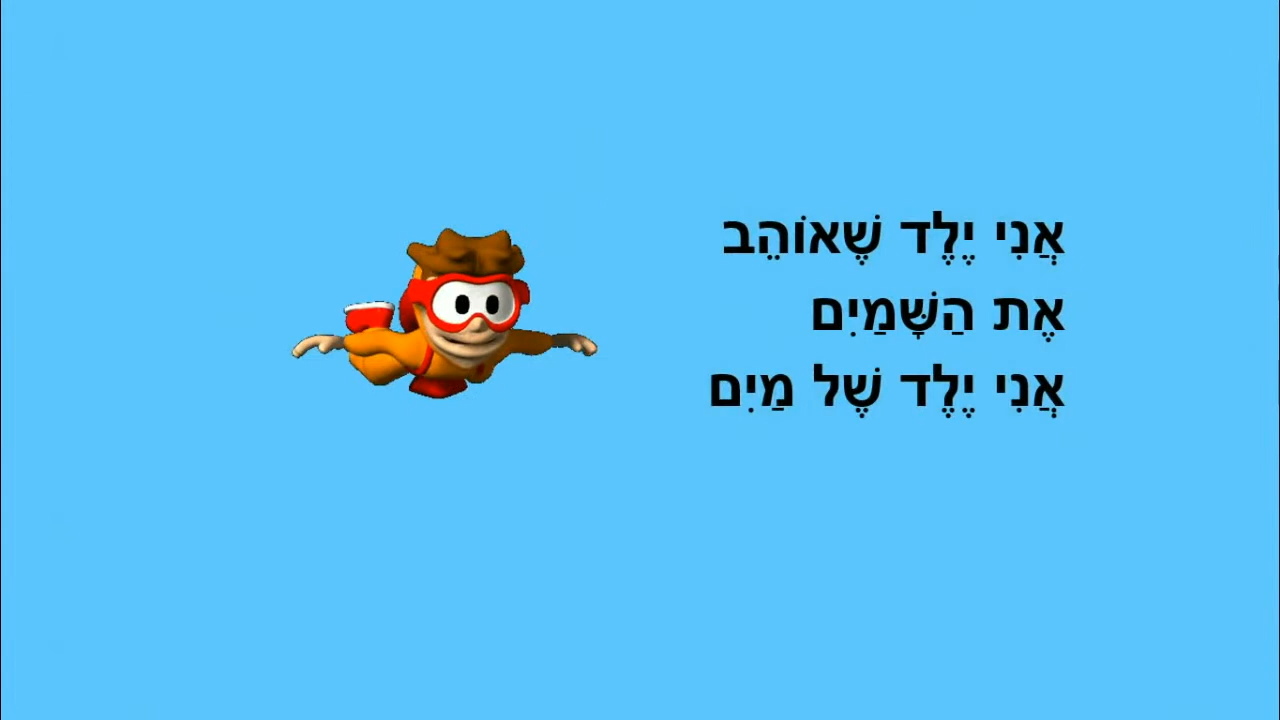 אֲנִי יֶלֶד שֶׁאוֹהֵב
אֶת הַשָּׁמַיִם
אֲנִי יֶלֶד שֶׁל מַיִם